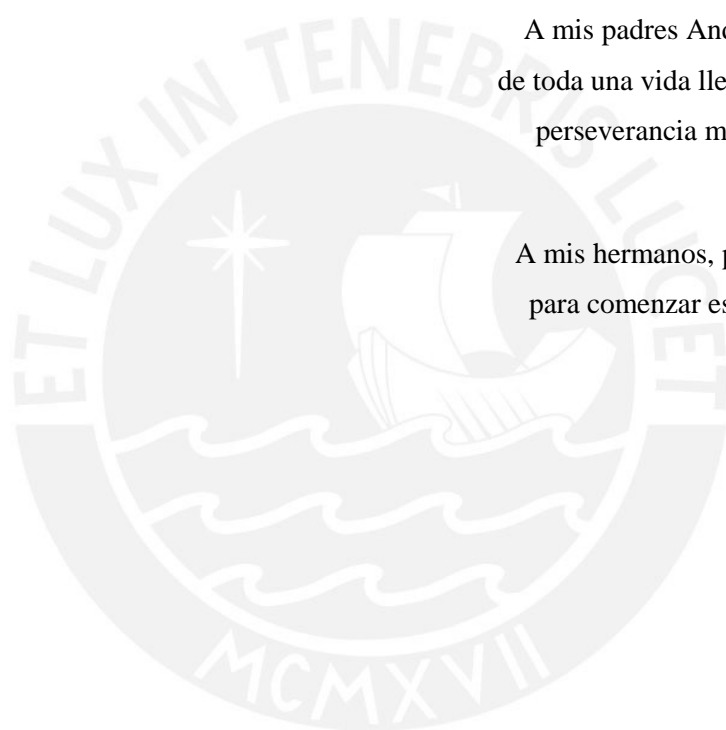 A mis padres
de toda una vida
perseverancia
A mis hermanos,
para comenzar
ET LUX IN TENEBRIS LUCET
MCMXVII